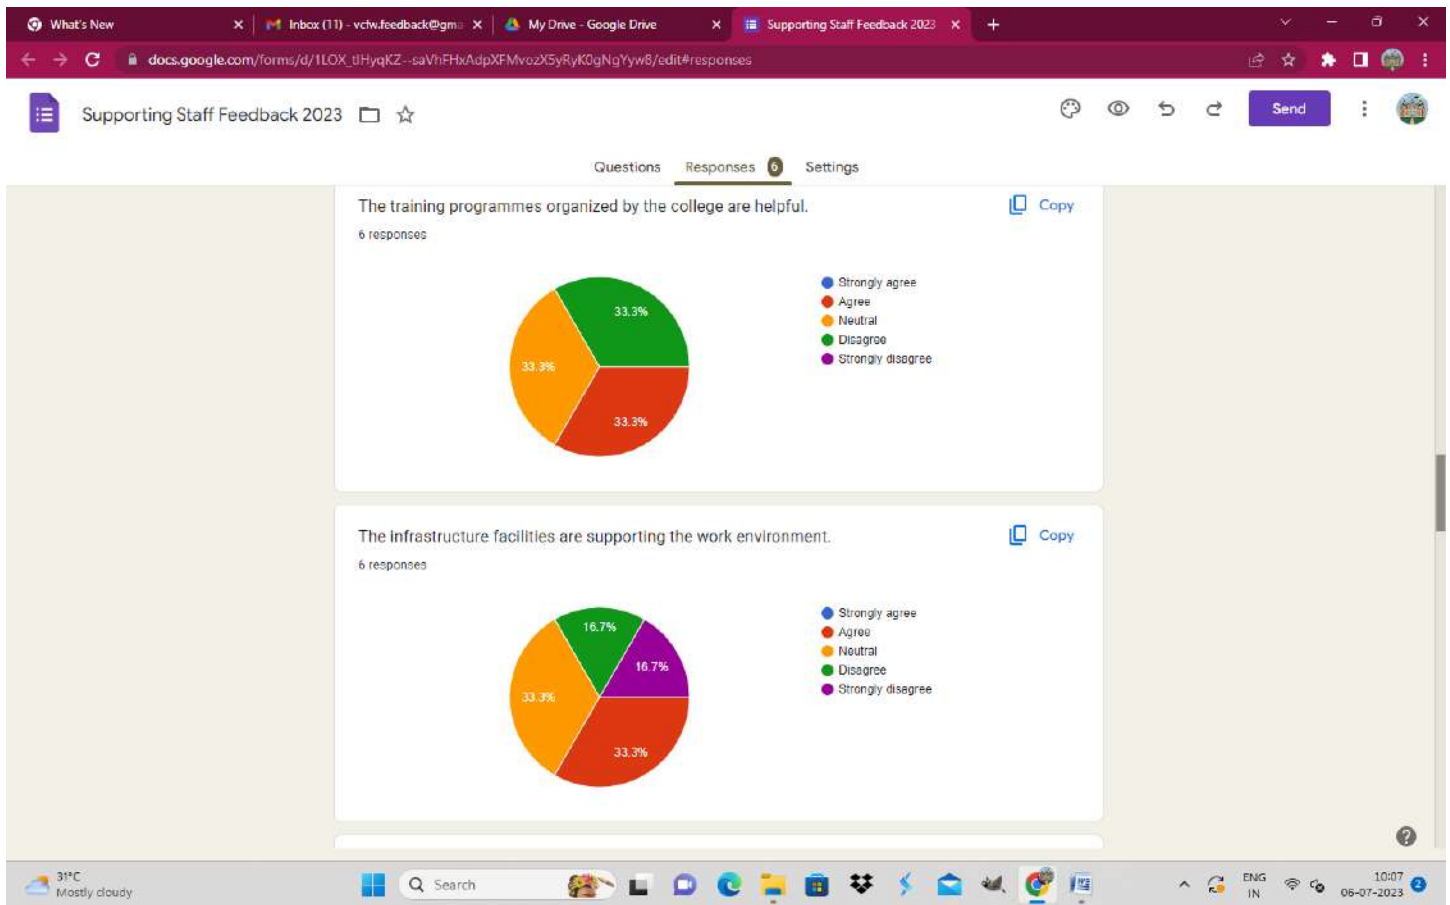 What's New
Inbox (11) - vcfw.feedback@gm
My Drive - Google Drive
Supporting Staff Feedback 2023
docs.google.com/forms/d/1LOX_tlHyqKZ--saVhFHxAdpXFMvozX5yRyK0gNgYyw8/edit#responses
Supporting Staff Feedback 2023
Send
Questions Responses 6 Settings
The training programmes organized by the college are helpful.
Copy
6 responses
33.3%
33.3%
33.3%
Strongly agree
Agree
Neutral
Disagree
Strongly disagree
The infrastructure facilities are supporting the work environment.
Copy
6 responses
16.7%
16.7%
33.3%
33.3%
Strongly agree
Agree
Neutral
Disagree
Strongly disagree
31°C
Mostly cloudy
Search
ENG
IN
10:07
06-07-2023
2